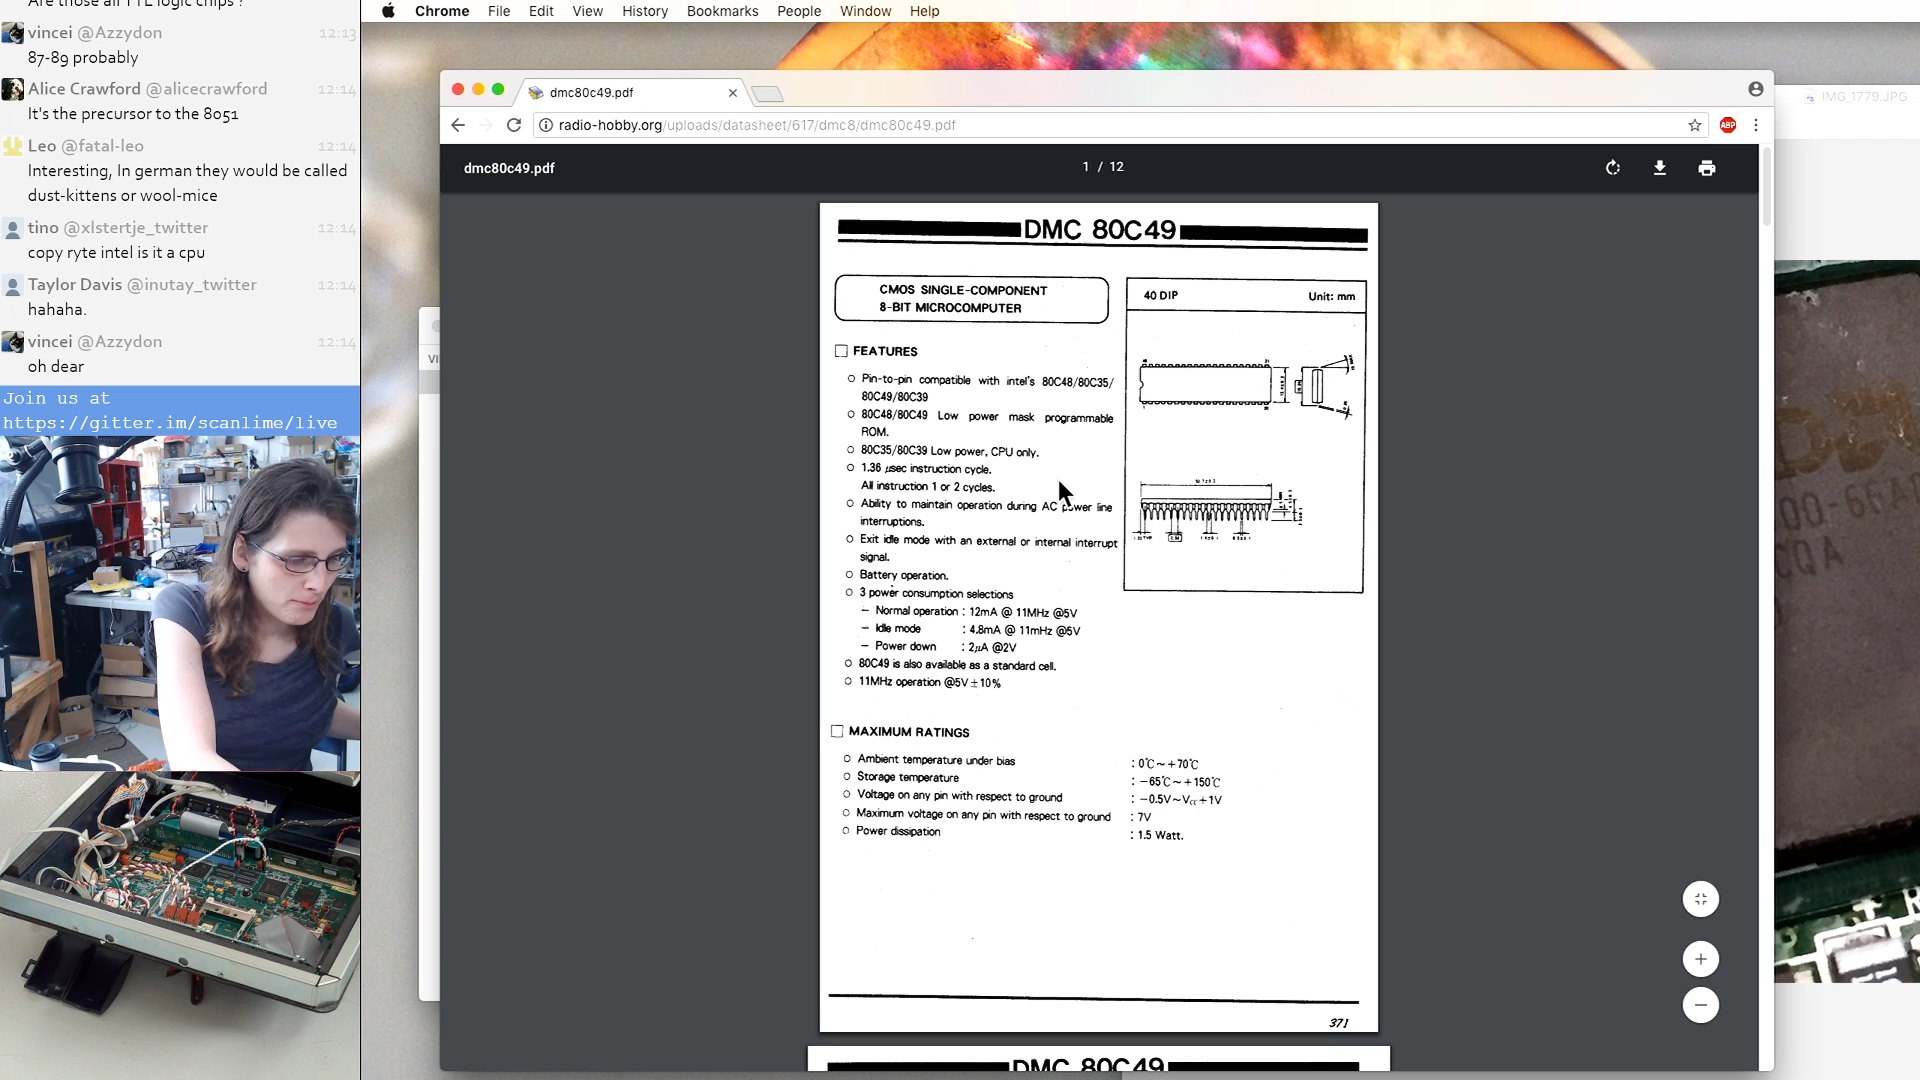 Are those all TTL logic chips ?
vincei @Azzydon 12:13
87-89 probably
Alice Crawford @alicecrawford 12:14
It's the precursor to the 8051
Leo @fatal-leo 12:14
Interesting, In german they would be called
dust-kittens or wool-mice
tino @xlstertje_twitter 12:14
copy ryte intel is it a cpu
Taylor Davis @inutay_twitter 12:14
hahaha.
vincei @Azzydon 12:14
oh dear
Join us at
https://gitter.im/scanlime/live
Chrome File Edit View History Bookmarks People Window Help
dmc80c49.pdf
radio-hobby.org/uploads/datasheet/617/dmc8/dmc80c49.pdf
ABP
dmc80c49.pdf
1 / 12
DMC 80C49
CMOS SINGLE-COMPONENT
8-BIT MICROCOMPUTER
40 DIP Unit: mm
FEATURES
Pin-to-pin compatible with intel's 80C48/80C35/
80C49/80C39
80C48/80C49 Low power mask programmable
ROM.
80C35/80C39 Low power, CPU only.
1.36 μsec instruction cycle.
All instruction 1 or 2 cycles.
Ability to maintain operation during AC power line
interruptions.
Exit idle mode with an external or internal interrupt
signal.
Battery operation.
3 power consumption selections
– Normal operation : 12mA @ 11MHz @5V
– Idle mode : 4.8mA @ 11mHz @5V
– Power down : 2μA @2V
80C49 is also available as a standard cell.
11MHz operation @5V ± 10%
MAXIMUM RATINGS
Ambient temperature under bias : 0℃ ~ +70℃
Storage temperature : −65℃ ~ +150℃
Voltage on any pin with respect to ground : −0.5V~Vcc+1V
Maximum voltage on any pin with respect to ground : 7V
Power dissipation : 1.5 Watt.
371
DMC 80C49
IMG_1779.JPG